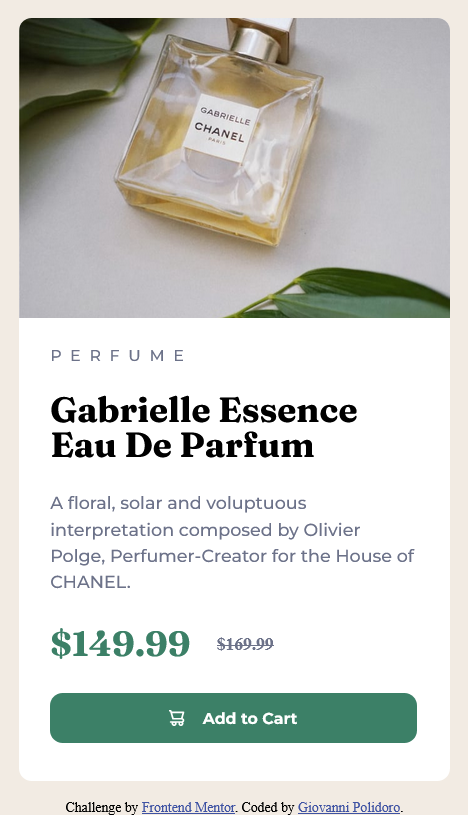 GABRIELLE
CHANEL
PARIS
PERFUME
Gabrielle Essence
Eau De Parfum
A floral, solar and voluptuous
interpretation composed by Olivier
Polge, Perfumer-Creator for the House of
CHANEL.
$149.99 $169.99
Add to Cart
Challenge by Frontend Mentor. Coded by Giovanni Polidoro.